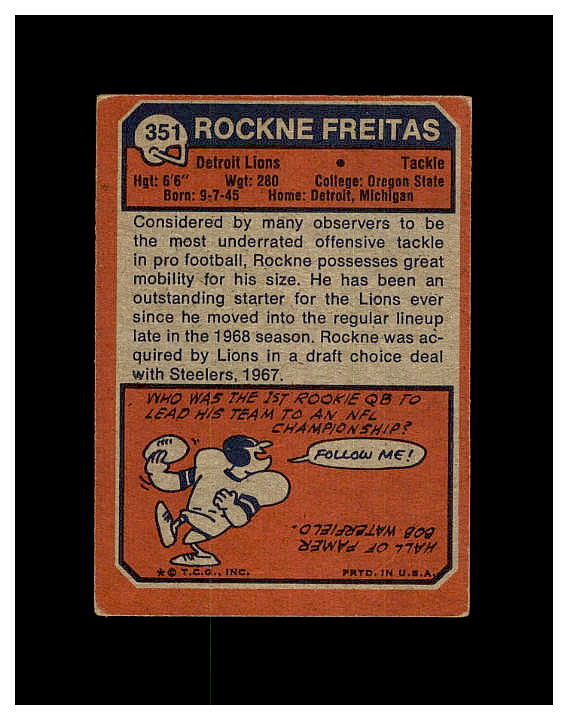 351 ROCKNE FREITAS
Detroit Lions • Tackle
Hgt: 6'6" Wgt: 280 College: Oregon State
Born: 9-7-45 Home: Detroit, Michigan
Considered by many observers to be
the most underrated offensive tackle
in pro football, Rockne possesses great
mobility for his size. He has been an
outstanding starter for the Lions ever
since he moved into the regular lineup
late in the 1968 season. Rockne was ac-
quired by Lions in a draft choice deal
with Steelers, 1967.
WHO WAS THE 1ST ROOKIE QB TO
LEAD HIS TEAM TO AN NFL
CHAMPIONSHIP?
FOLLOW ME!
HALL OF FAMER
BOB WATERFIELD.
*© T.C.G., INC. PRTD. IN U.S.A.